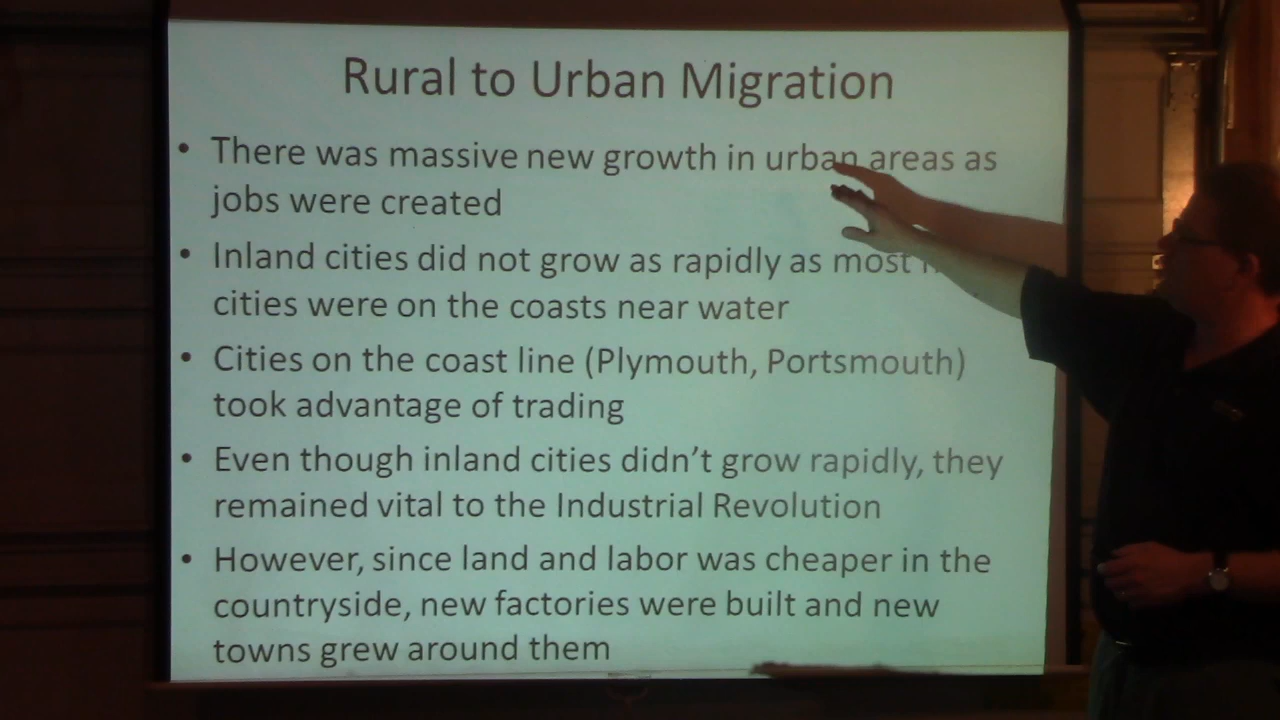 Rural to Urban Migration
• There was massive new growth in urban areas as
jobs were created
• Inland cities did not grow as rapidly as most
cities were on the coasts near water
• Cities on the coast line (Plymouth, Portsmouth)
took advantage of trading
• Even though inland cities didn't grow rapidly, they
remained vital to the Industrial Revolution
• However, since land and labor was cheaper in the
countryside, new factories were built and new
towns grew around them